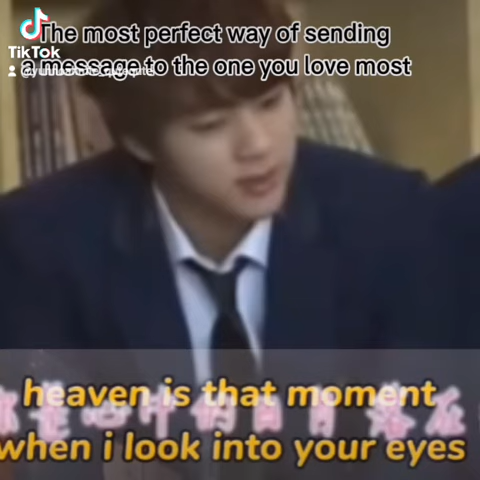 The most perfect way of sending
TikTok
a message to the one you love most
heaven is that moment
when i look into your eyes